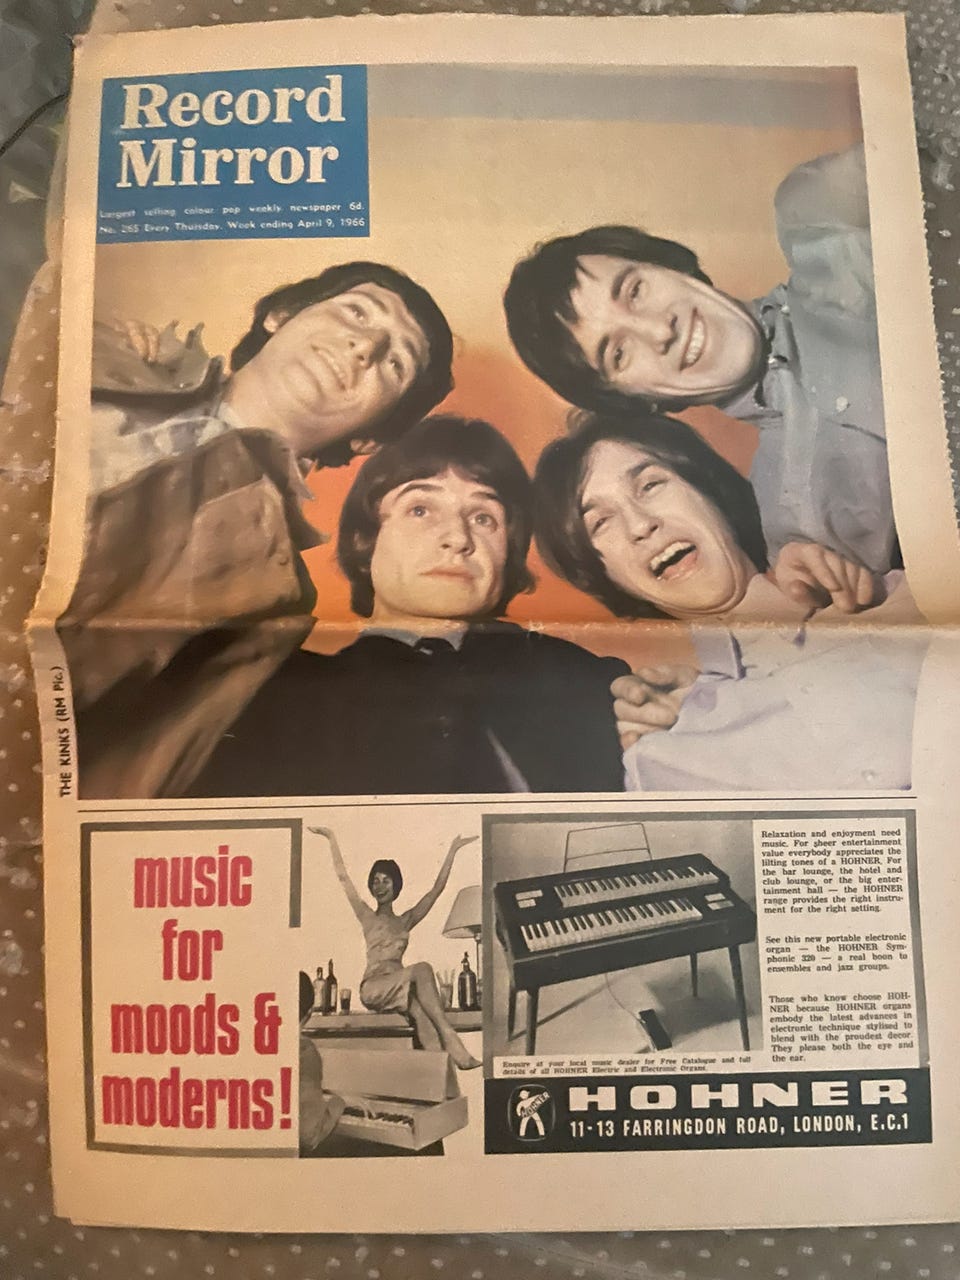 Record
Mirror
Largest selling colour pop weekly newspaper 6d.
No. 265 Every Thursday. Week ending April 9, 1966
THE KINKS (RM Pic.)
music
for
moods &
moderns!
Relaxation and enjoyment need
music. For sheer entertainment
value everybody appreciates the
lilting tones of a HOHNER. For
the bar lounge, the hotel and
club lounge, or the big enter-
tainment hall — the HOHNER
range provides the right instru-
ment for the right setting.
See this new portable electronic
organ — the HOHNER Sym-
phonic 320 — a real boon to
ensembles and jazz groups.
Those who know choose HOH-
NER because HOHNER organs
embody the latest advances in
electronic technique stylised to
blend with the proudest decor.
They please both the eye and
the ear.
Enquire at your local music dealer for Free Catalogue and full
details of all HOHNER Electric and Electronic Organs.
HOHNER
HOHNER
11-13 FARRINGDON ROAD, LONDON, E.C.1